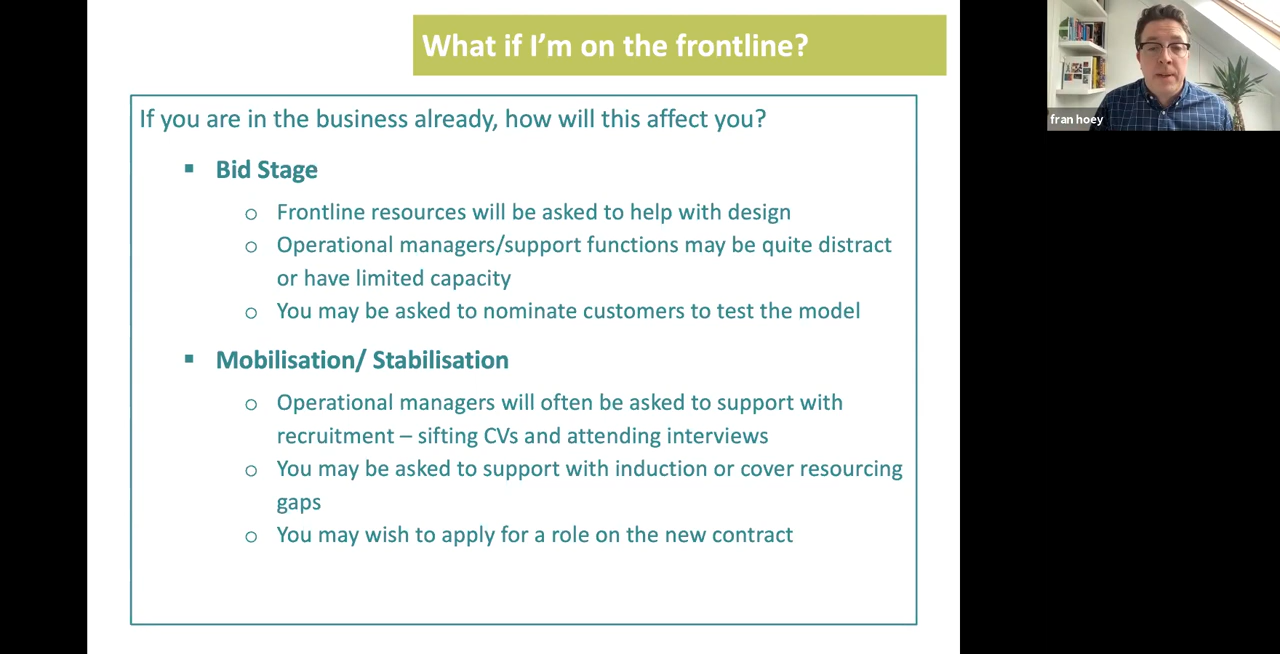 What if I'm on the frontline?
fran hoey
If you are in the business already, how will this affect you?
▪ Bid Stage
o Frontline resources will be asked to help with design
o Operational managers/support functions may be quite distract
or have limited capacity
o You may be asked to nominate customers to test the model
▪ Mobilisation/ Stabilisation
o Operational managers will often be asked to support with
recruitment – sifting CVs and attending interviews
o You may be asked to support with induction or cover resourcing
gaps
o You may wish to apply for a role on the new contract